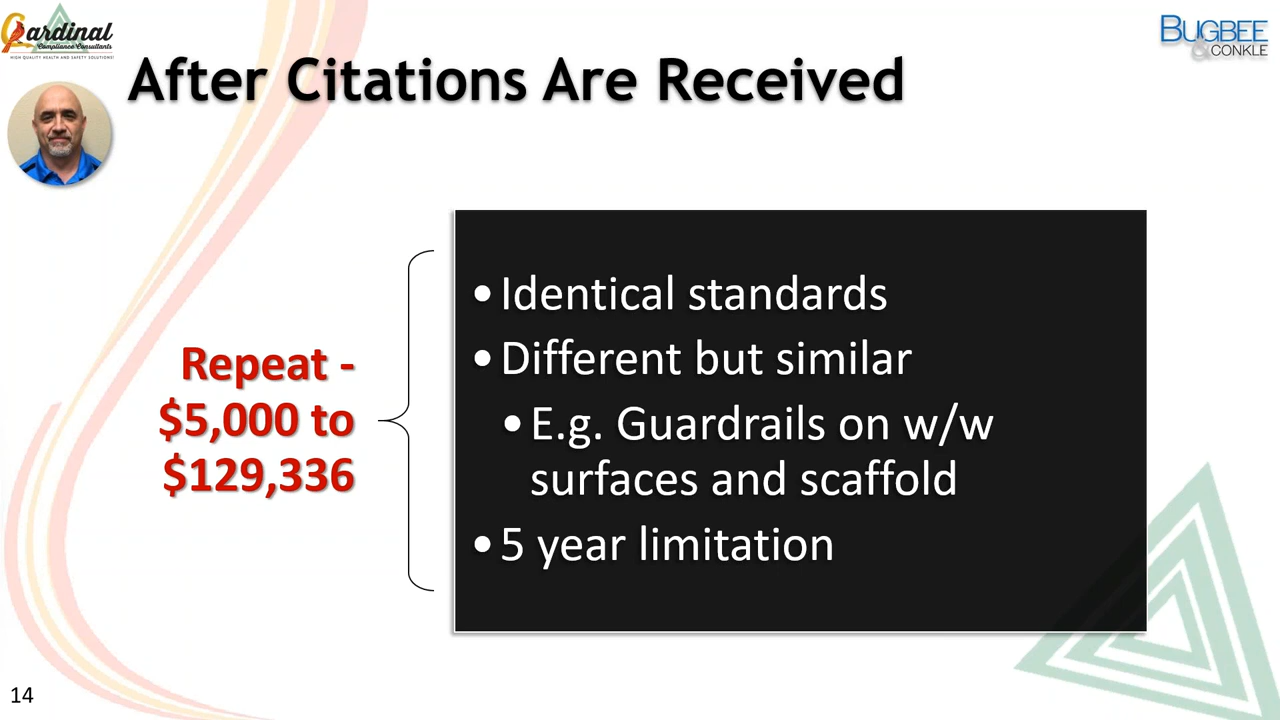 Cardinal
Compliance Consultants
HIGH QUALITY HEALTH AND SAFETY SOLUTIONS!
BUGBEE
& CONKLE
After Citations Are Received
Repeat -
$5,000 to
$129,336
•Identical standards
•Different but similar
•E.g. Guardrails on w/w
surfaces and scaffold
•5 year limitation
14